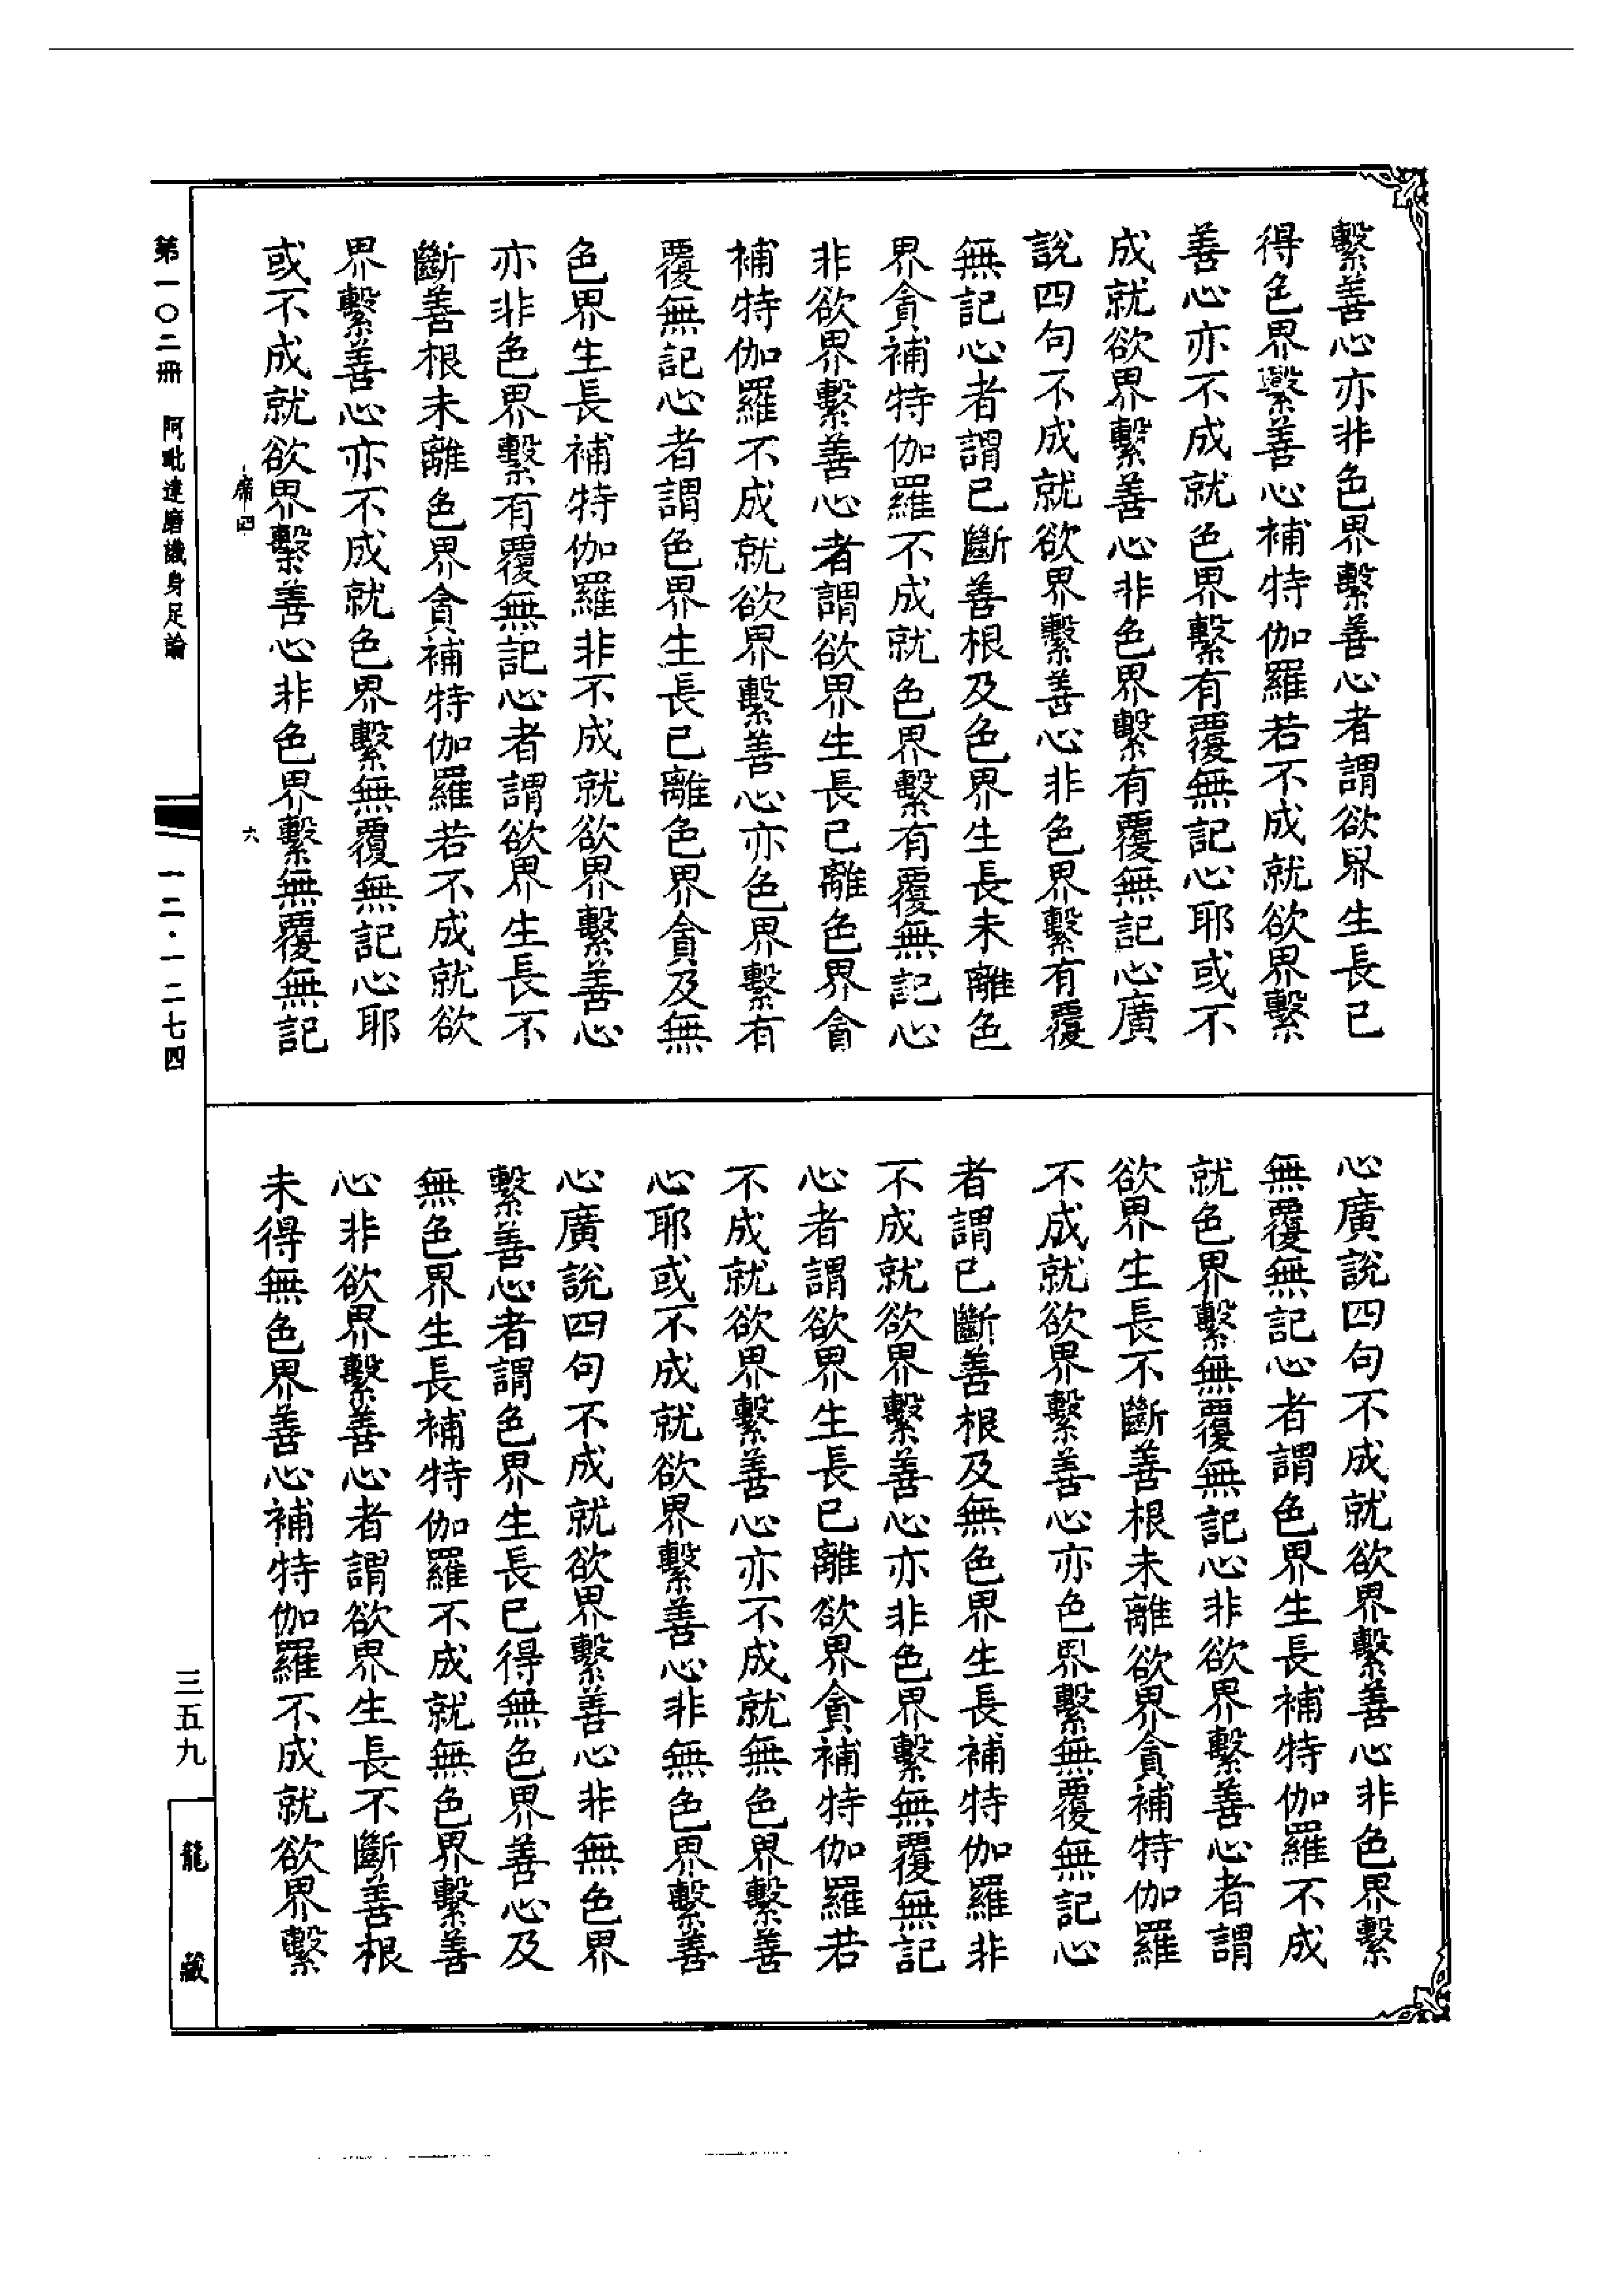 繫善心亦非色界繫善心者謂欲界生長已
得色界繫善心補特伽羅若不成就欲界繫
善心亦不成就色界繫有覆無記心耶或不
成就欲界繫善心非色界繫有覆無記心廣
說四句不成就欲界繫善心非色界繫有覆
無記心者謂已斷善根及色界生長未離色
界貪補特伽羅不成就色界繫有覆無記心
非欲界繫善心者謂欲界生長已離色界貪
補特伽羅不成就欲界繫善心亦色界繫有
覆無記心者謂色界生長已離色界貪及無
色界生長補特伽羅非不成就欲界繫善心
亦非色界繫有覆無記心者謂欲界生長不
斷善根未離色界貪補特伽羅若不成就欲
界繫善心亦不成就色界繫無覆無記心耶
或不成就欲界繫善心非色界繫無覆無記
席四
六
心廣說四句不成就欲界繫善心非色界繫
無覆無記心者謂色界生長補特伽羅不成
就色界繫無覆無記心非欲界繫善心者謂
欲界生長不斷善根未離欲界貪補特伽羅
不成就欲界繫善心亦色界繫無覆無記心
者謂已斷善根及無色界生長補特伽羅非
不成就欲界繫善心亦非色界繫無覆無記
心者謂欲界生長已離欲界貪補特伽羅若
不成就欲界繫善心亦不成就無色界繫善
心耶或不成就欲界繫善心非無色界繫善
心廣說四句不成就欲界繫善心非無色界
繫善心者謂色界生長已得無色界善心及
無色界生長補特伽羅不成就無色界繫善
心非欲界繫善心者謂欲界生長不斷善根
未得無色界善心補特伽羅不成就欲界繫
第一〇二冊 阿毗達磨識身足論
一二·一二七四
三五九
龍藏